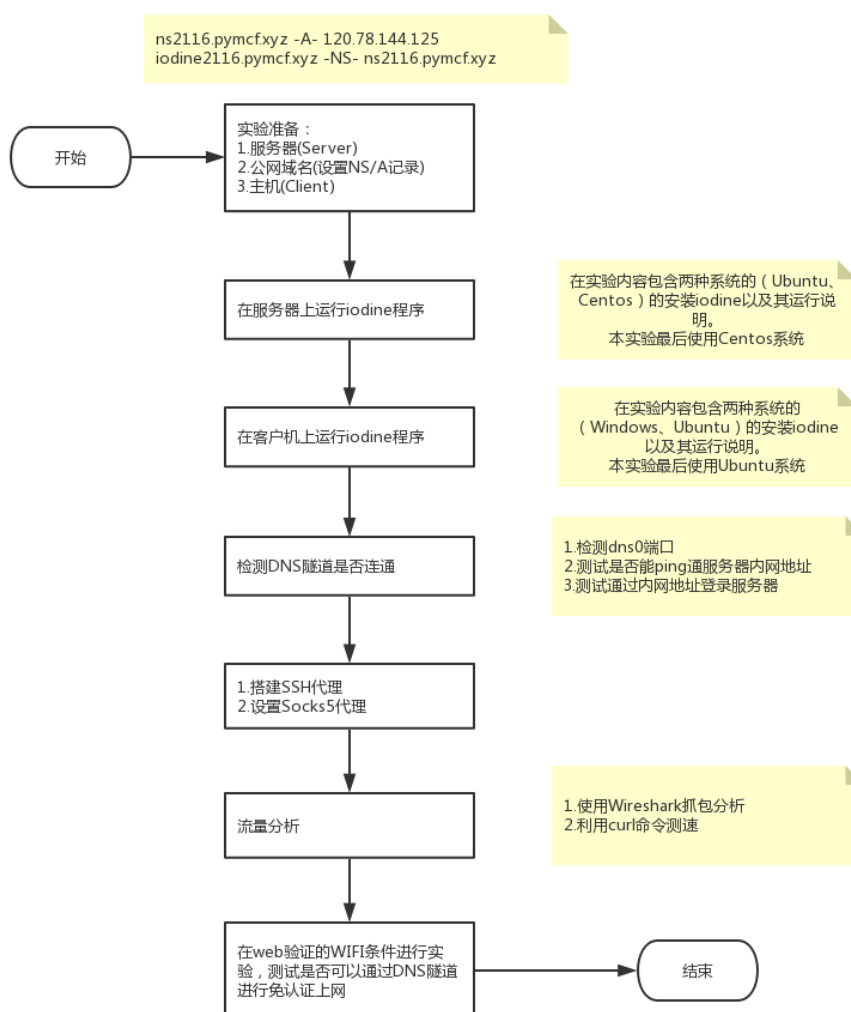 ns2116.pymcf.xyz -A- 120.78.144.125
iodine2116.pymcf.xyz -NS- ns2116.pymcf.xyz
开始
实验准备：
1.服务器(Server)
2.公网域名(设置NS/A记录)
3.主机(Client)
在服务器上运行iodine程序
在实验内容包含两种系统的（Ubuntu、
Centos）的安装iodine以及其运行说
明。
本实验最后使用Centos系统
在客户机上运行iodine程序
在实验内容包含两种系统的
（Windows、Ubuntu）的安装iodine
以及其运行说明。
本实验最后使用Ubuntu系统
检测DNS隧道是否连通
1.检测dns0端口
2.测试是否能ping通服务器内网地址
3.测试通过内网地址登录服务器
1.搭建SSH代理
2.设置Socks5代理
流量分析
1.使用Wireshark抓包分析
2.利用curl命令测速
在web验证的WIFI条件进行实
验，测试是否可以通过DNS隧道
进行免认证上网
结束